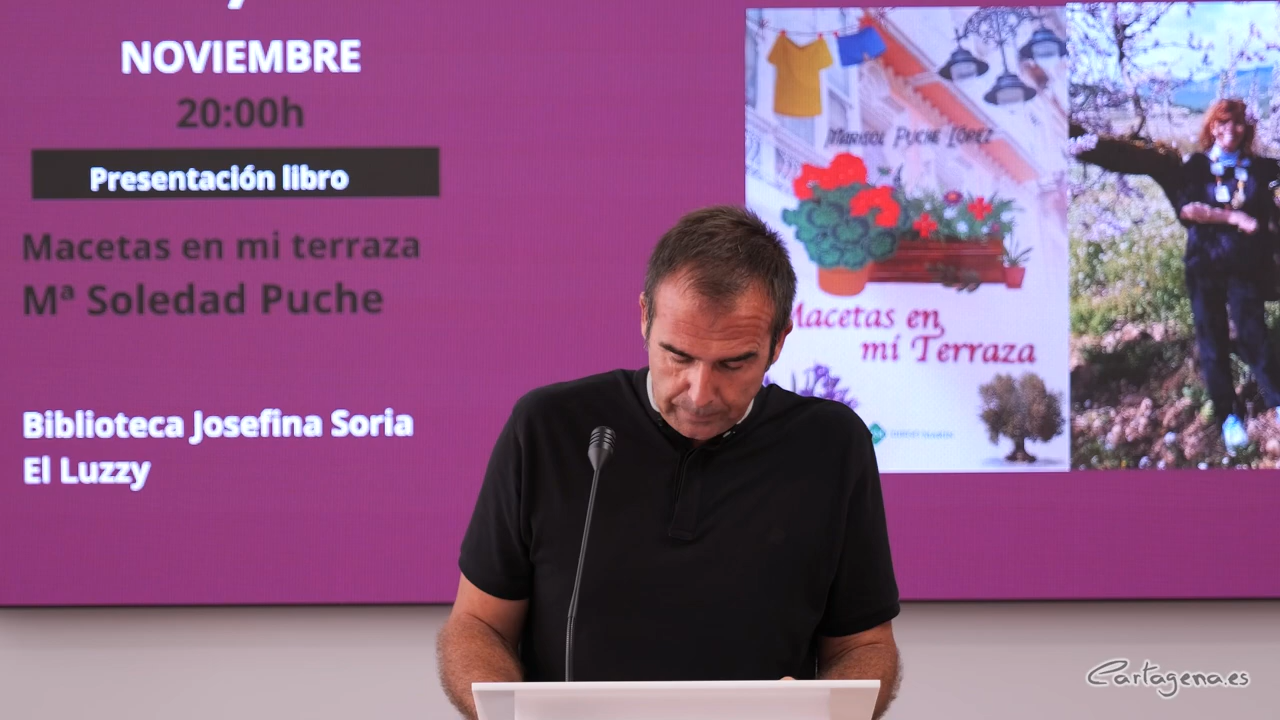 NOVIEMBRE
20:00h
Presentación libro
Macetas en mi terraza
Mª Soledad Puche
Biblioteca Josefina Soria
El Luzzy
Marisol Puche López
Macetas en
mi Terraza
Cartagena.es